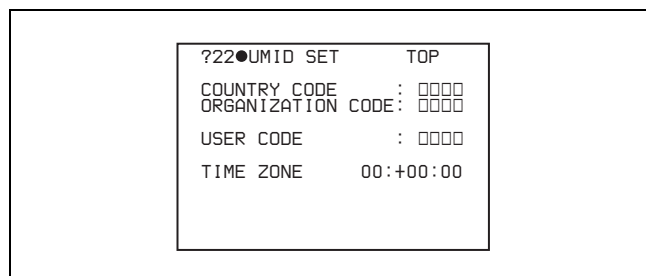 ?22●UMID SET TOP
COUNTRY CODE : □□□□
ORGANIZATION CODE: □□□□
USER CODE : □□□□
TIME ZONE 00:+00:00